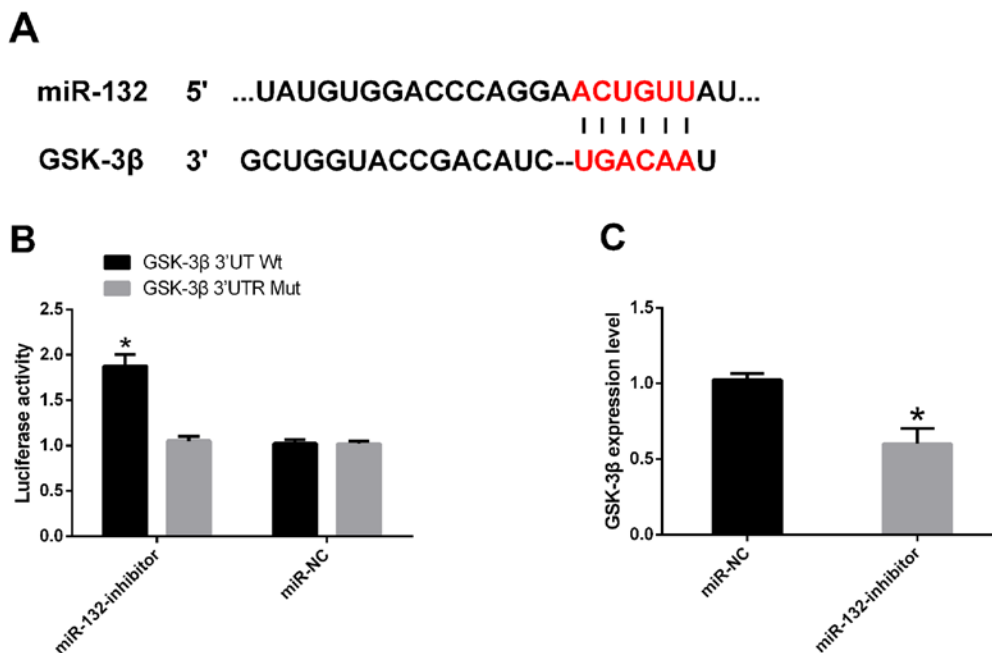 A
miR-132 5' ...UAUGUGGACCCAGGAACUGUUAU...
GSK-3β 3' GCUGGUACCGACAUC--UGACAAU
B
GSK-3β 3'UT Wt
GSK-3β 3'UTR Mut
Luciferase activity
2.5
2.0
1.5
1.0
0.5
0.0
*
miR-132-inhibitor
miR-NC
C
GSK-3β expression level
1.5
1.0
0.5
0.0
*
miR-NC
miR-132-inhibitor